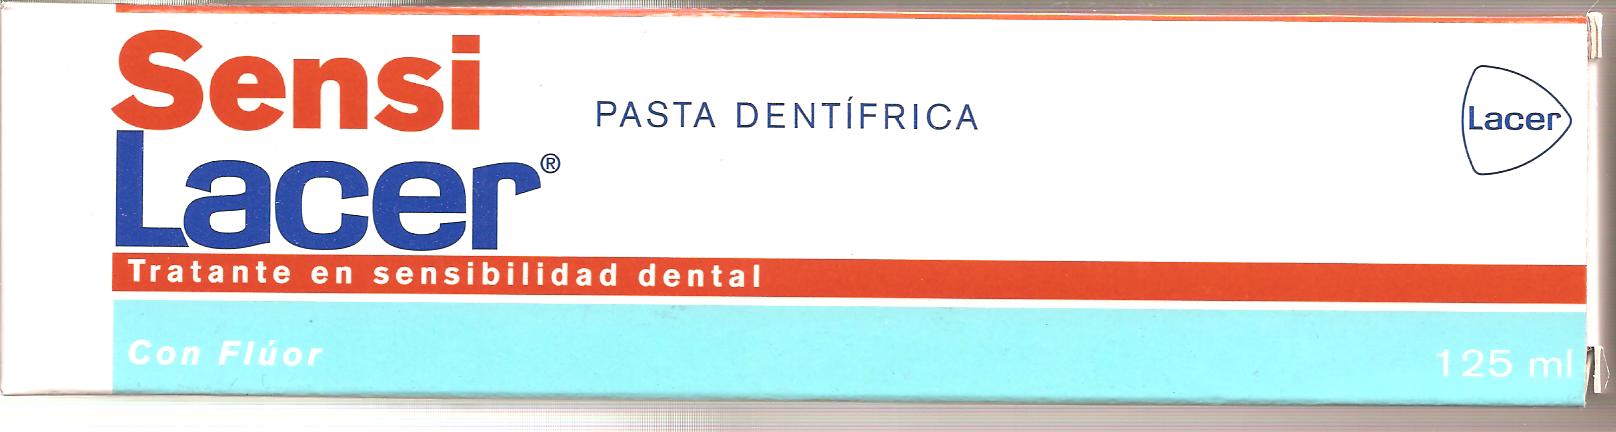 Sensi
Lacer®
PASTA DENTÍFRICA
Lacer
Tratante en sensibilidad dental
Con Flúor
125 ml